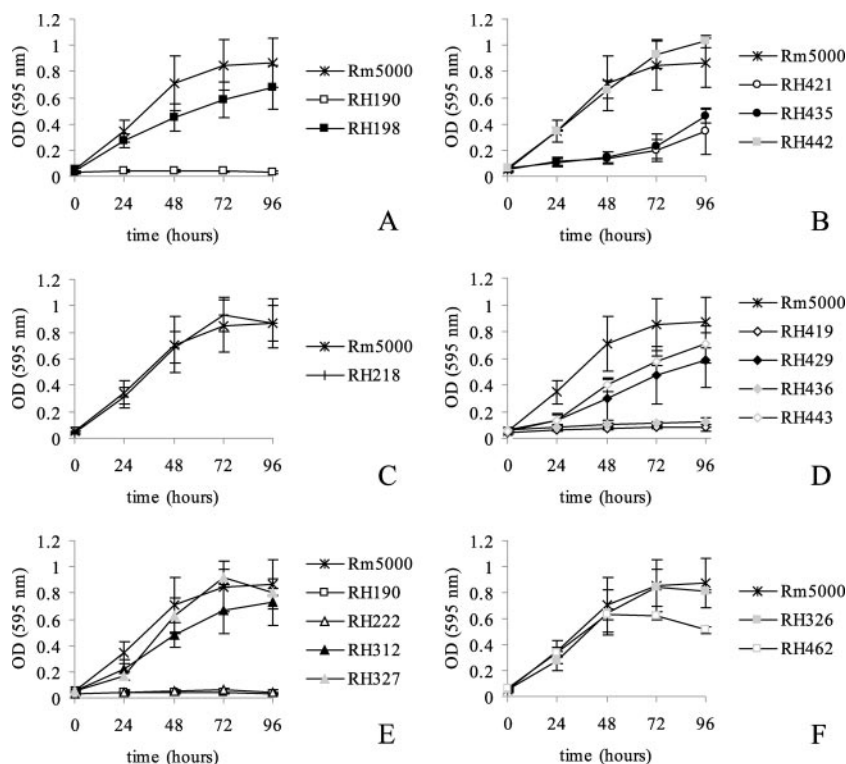 1.2
1
0.8
0.6
0.4
0.2
0
OD (595 nm)
0 24 48 72 96
time (hours)
Rm5000
RH190
RH198
A
1.2
1
0.8
0.6
0.4
0.2
0
OD (595 nm)
0 24 48 72 96
time (hours)
Rm5000
RH421
RH435
RH442
B
1.2
1
0.8
0.6
0.4
0.2
0
OD (595 nm)
0 24 48 72 96
time (hours)
Rm5000
RH218
C
1.2
1
0.8
0.6
0.4
0.2
0
OD (595 nm)
0 24 48 72 96
time (hours)
Rm5000
RH419
RH429
RH436
RH443
D
1.2
1
0.8
0.6
0.4
0.2
0
OD (595 nm)
0 24 48 72 96
time (hours)
Rm5000
RH190
RH222
RH312
RH327
E
1.2
1
0.8
0.6
0.4
0.2
0
OD (595 nm)
0 24 48 72 96
time (hours)
Rm5000
RH326
RH462
F